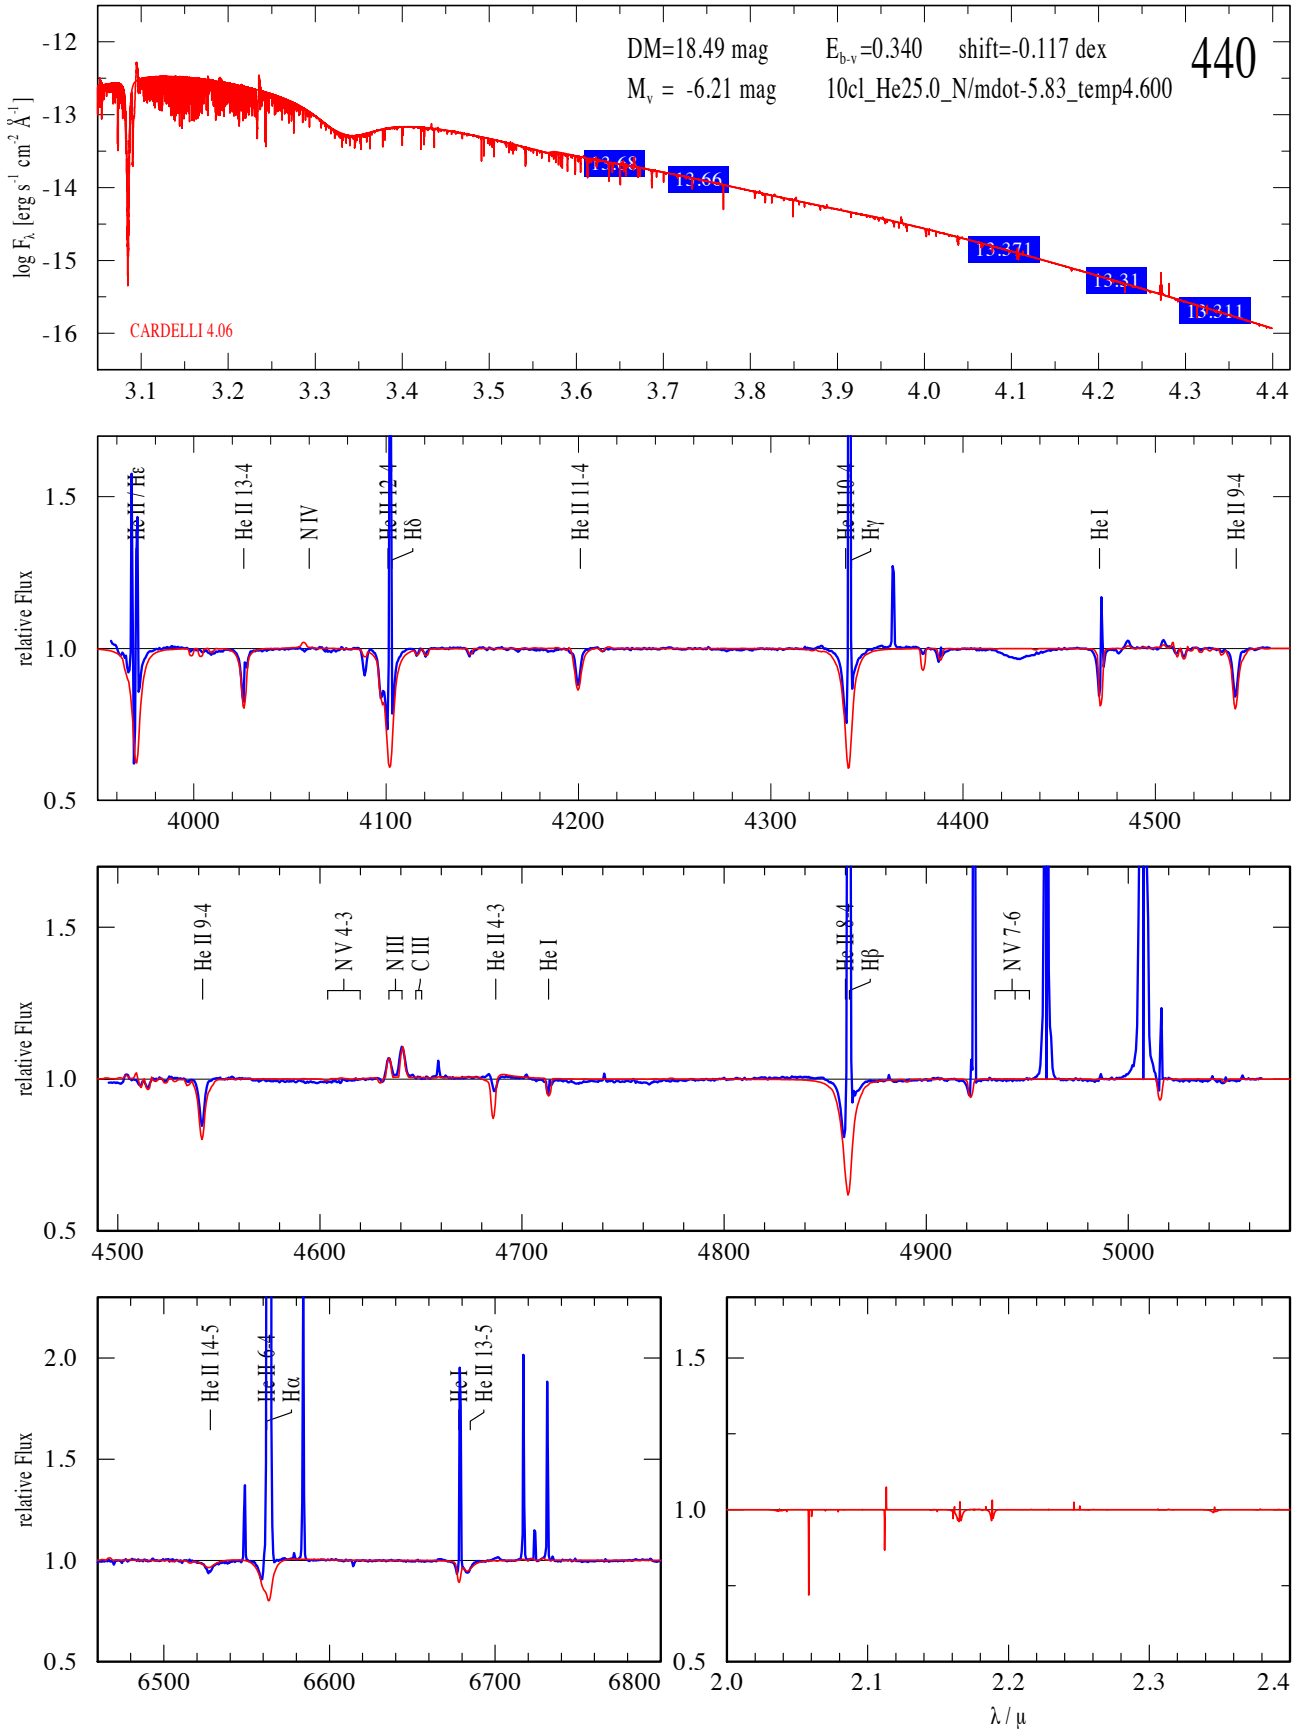 DM=18.49 mag E_b-v=0.340 shift=-0.117 dex 440
M_v = -6.21 mag 10cl_He25.0_N/mdot-5.83_temp4.600
log F_λ [erg s⁻¹ cm⁻² Å⁻¹]
-12
-13
-14
-15
-16
13.68
13.66
13.371
13.31
13.311
CARDELLI 4.06
3.1 3.2 3.3 3.4 3.5 3.6 3.7 3.8 3.9 4.0 4.1 4.2 4.3 4.4
relative Flux
1.5
1.0
0.5
He II / Hε
He II 13-4
N IV
He II 12-4
Hδ
He II 11-4
He II 10-4
Hγ
He I
He II 9-4
4000 4100 4200 4300 4400 4500
relative Flux
1.5
1.0
0.5
He II 9-4
N V 4-3
N III
C III
He II 4-3
He I
He II 8-4
Hβ
N V 7-6
4500 4600 4700 4800 4900 5000
relative Flux
2.0
1.5
1.0
0.5
He II 14-5
He II 6-4
Hα
He I
He II 13-5
6500 6600 6700 6800
1.5
1.0
0.5
2.0 2.1 2.2 2.3 2.4
λ / μ